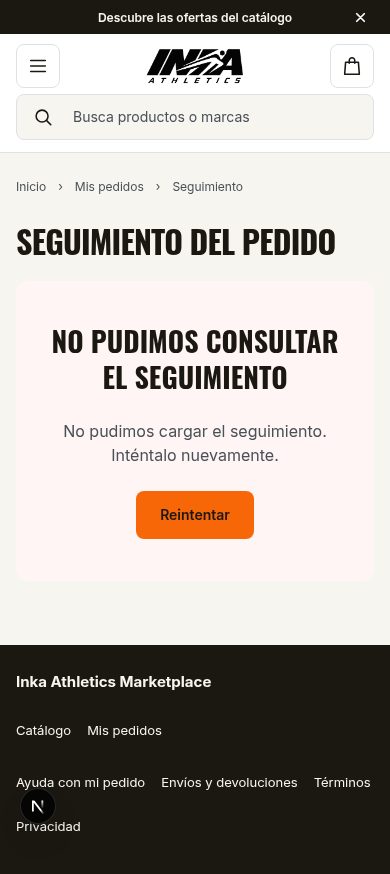 Descubre las ofertas del catálogo
INKA
ATHLETICS
Busca productos o marcas
Inicio › Mis pedidos › Seguimiento
SEGUIMIENTO DEL PEDIDO
NO PUDIMOS CONSULTAR
EL SEGUIMIENTO
No pudimos cargar el seguimiento.
Inténtalo nuevamente.
Reintentar
Inka Athletics Marketplace
Catálogo Mis pedidos
Ayuda con mi pedido Envíos y devoluciones Términos
N
Privacidad